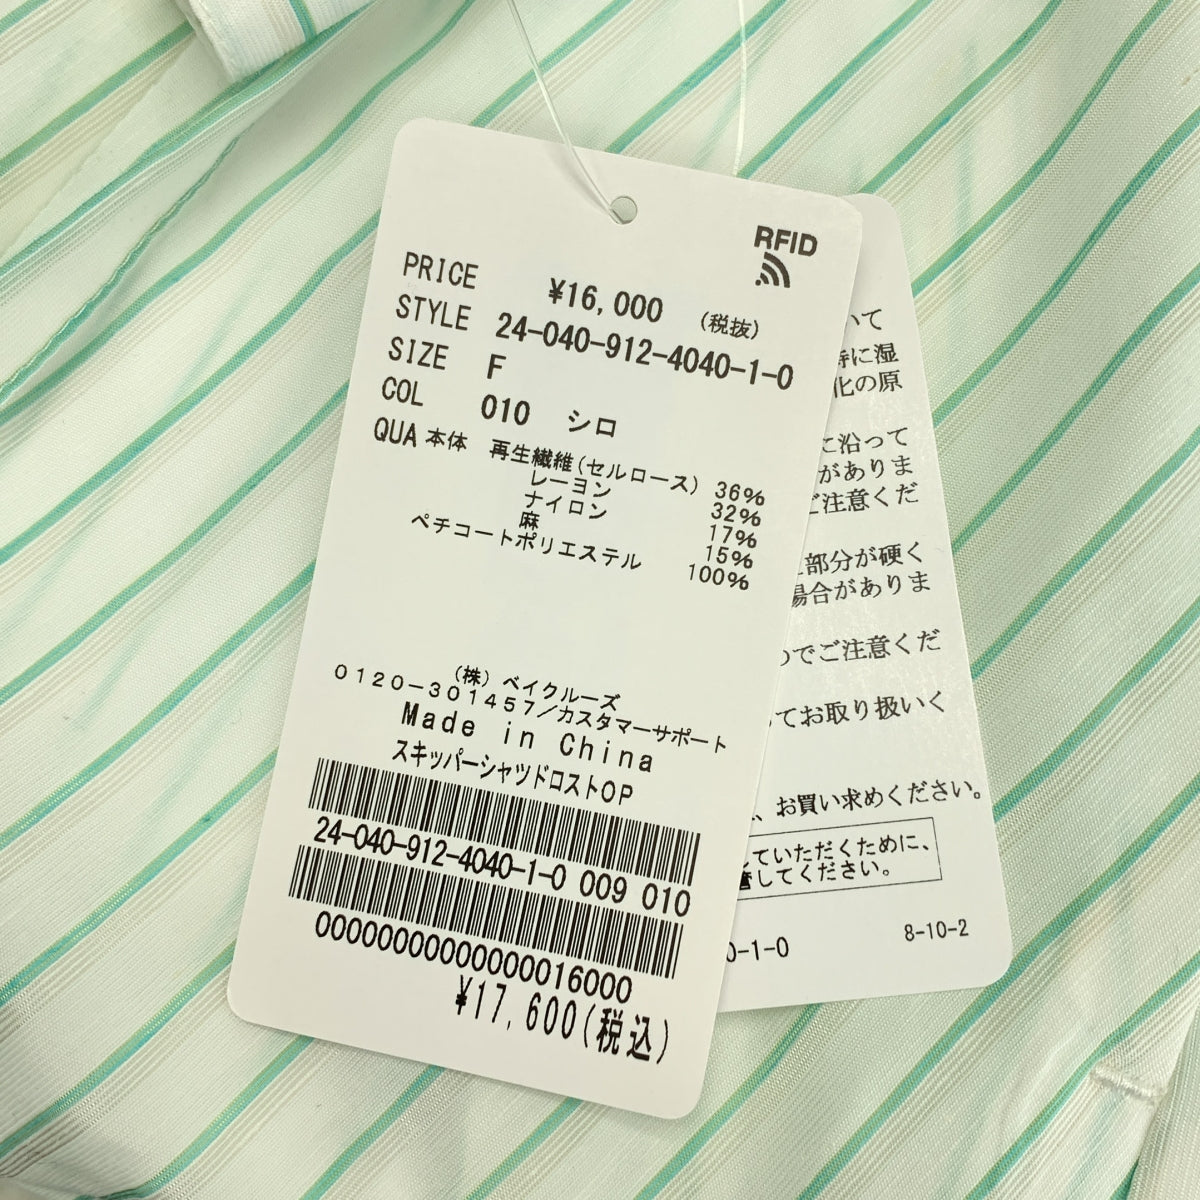 RFID
PRICE ¥16,000 (税抜)
STYLE 24-040-912-4040-1-0
SIZE F
COL 010 シロ
QUA 本体 再生繊維(セルロース) 36%
レーヨン 32%
ナイロン 17%
麻 15%
ペチコートポリエステル 100%
(株) ベイクルーズ
0120-301457/カスタマーサポート
Made in China
スキッパーシャツドロストOP
24-040-912-4040-1-0 009 010
00000000000000016000
¥17,600(税込)
いて
特に湿
化の原
に沿って
がありま
ご注意くだ
部分が硬く
場合がありま
のでご注意くだ
てお取り扱いく
、お買い求めください。
していただくために、
してください。
0-1-0 8-10-2